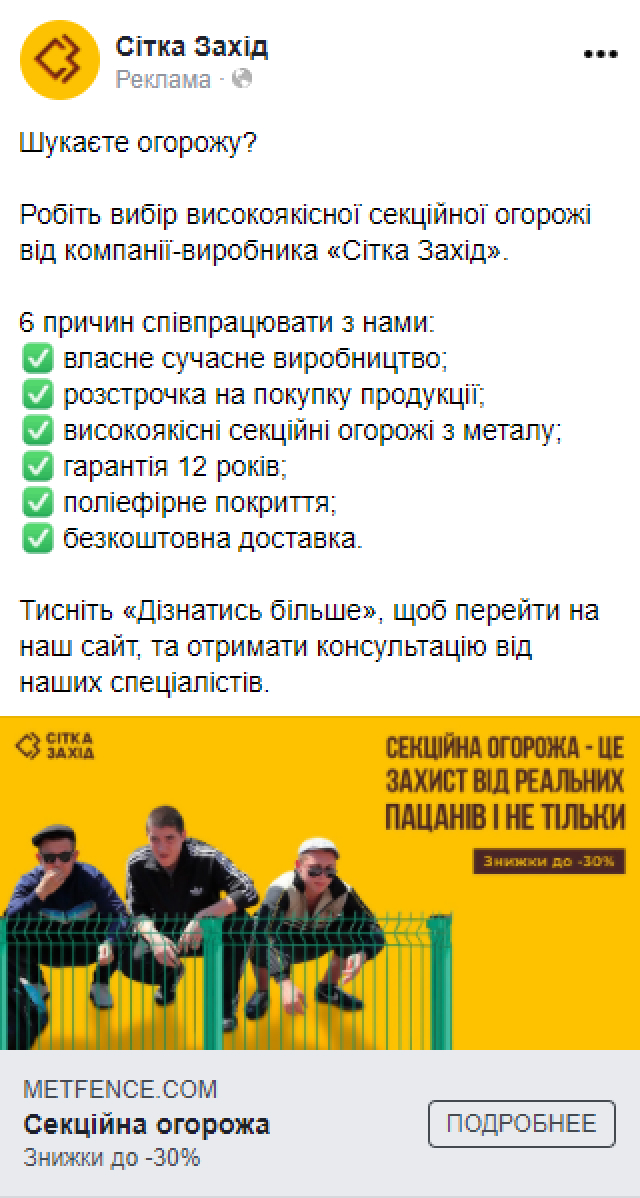 Сітка Захід
Реклама ·
Шукаєте огорожу?
Робіть вибір високоякісної секційної огорожі
від компанії-виробника «Сітка Захід».
6 причин співпрацювати з нами:
✅ власне сучасне виробництво;
✅ розстрочка на покупку продукції;
✅ високоякісні секційні огорожі з металу;
✅ гарантія 12 років;
✅ поліефірне покриття;
✅ безкоштовна доставка.
Тисніть «Дізнатись більше», щоб перейти на
наш сайт, та отримати консультацію від
наших спеціалістів.
СІТКА
ЗАХІД
СЕКЦІЙНА ОГОРОЖА - ЦЕ
ЗАХИСТ ВІД РЕАЛЬНИХ
ПАЦАНІВ І НЕ ТІЛЬКИ
Знижки до -30%
METFENCE.COM
Секційна огорожа
Знижки до -30%
ПОДРОБНЕЕ